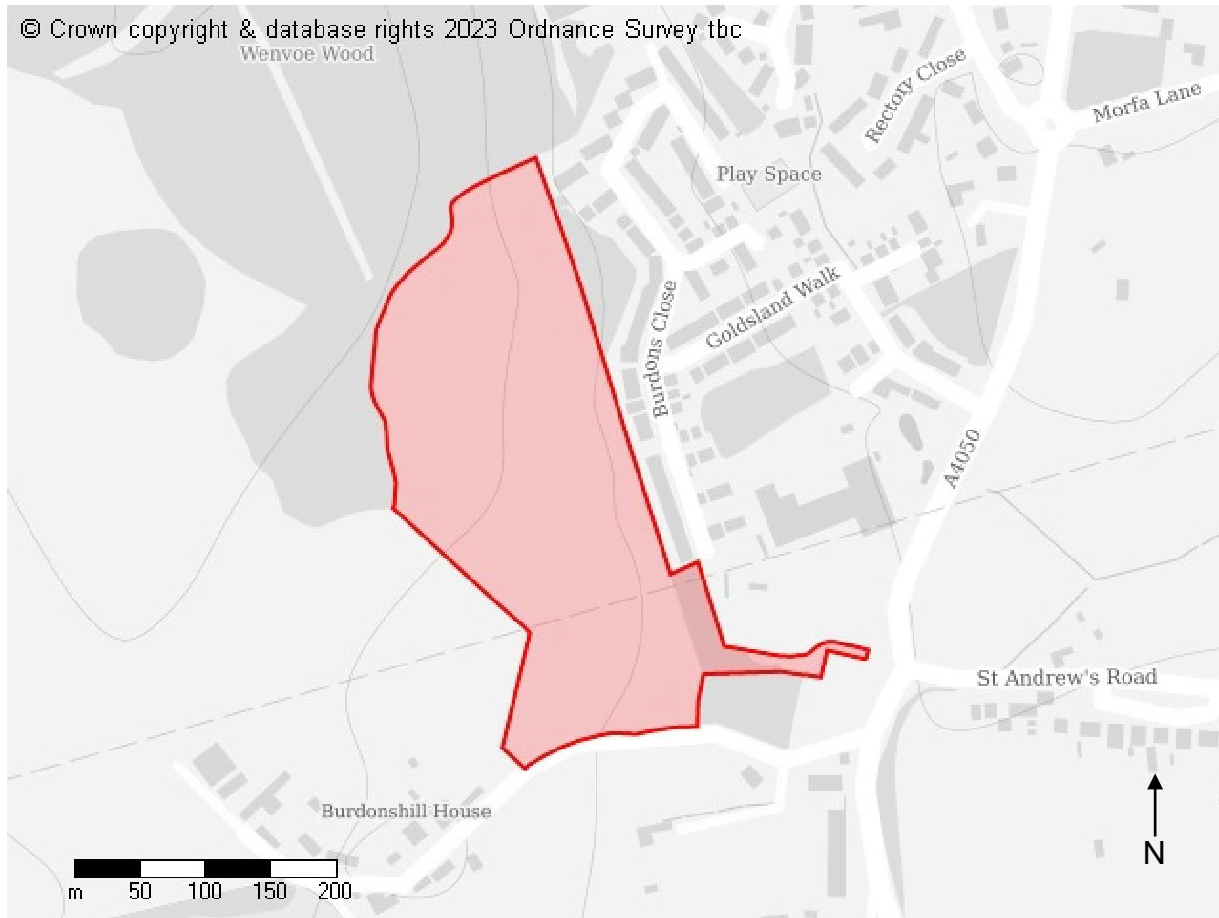 © Crown copyright & database rights 2023 Ordnance Survey tbc
Wenvoe Wood
Rectory Close
Morfa Lane
Play Space
Goldsland Walk
Burdons Close
A4050
St Andrew's Road
Burdonshill House
N
m 50 100 150 200